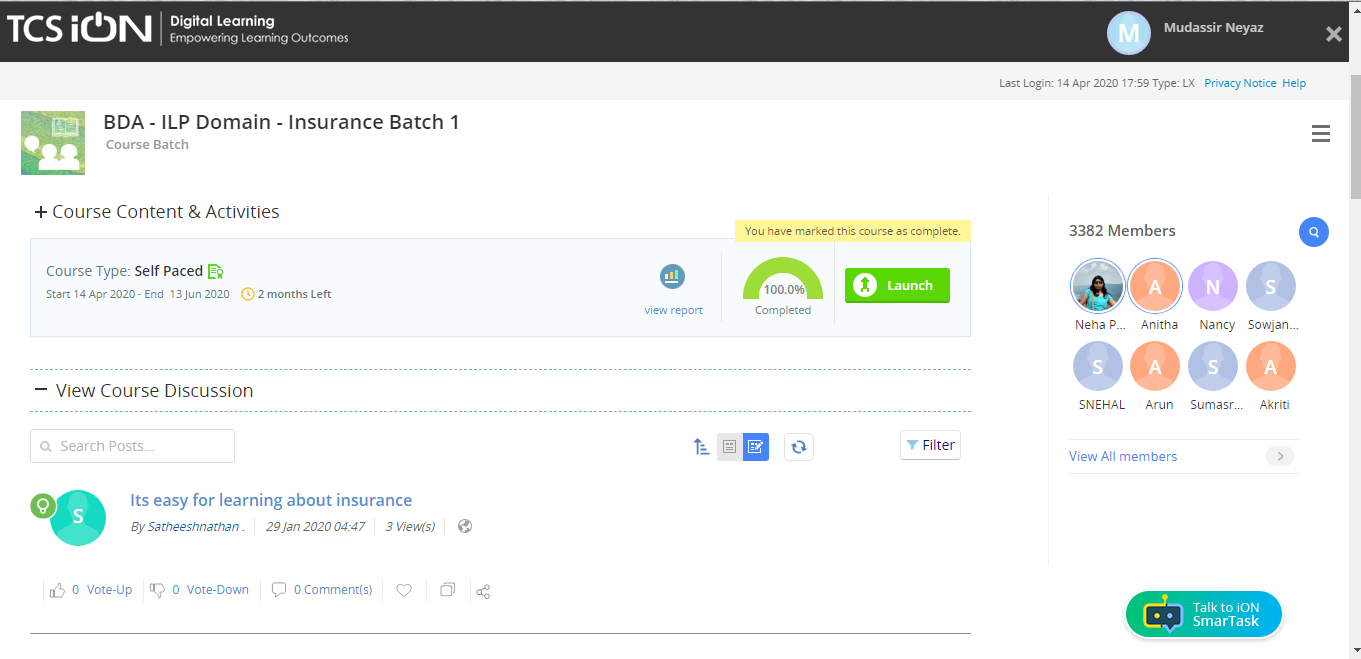 TCS iON
Digital Learning
Empowering Learning Outcomes
M
Mudassir Neyaz
Last Login: 14 Apr 2020 17:59 Type: LX Privacy Notice Help
BDA - ILP Domain - Insurance Batch 1
Course Batch
+ Course Content & Activities
You have marked this course as complete.
Course Type: Self Paced
Start 14 Apr 2020 - End 13 Jun 2020 2 months Left
view report
100.0%
Completed
Launch
− View Course Discussion
Search Posts...
Filter
S
Its easy for learning about insurance
By Satheeshnathan . 29 Jan 2020 04:47 3 View(s)
0 Vote-Up 0 Vote-Down 0 Comment(s)
3382 Members
A N S
Neha P... Anitha Nancy Sowjan...
S A S A
SNEHAL Arun Sumasr... Akriti
View All members
Talk to iON
SmarTask